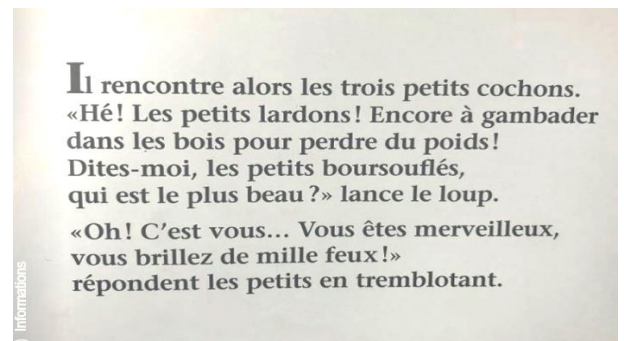 Il rencontre alors les trois petits cochons.
«Hé! Les petits lardons! Encore à gambader
dans les bois pour perdre du poids!
Dites-moi, les petits boursouflés,
qui est le plus beau?» lance le loup.
«Oh! C'est vous... Vous êtes merveilleux,
vous brillez de mille feux!»
répondent les petits en tremblotant.
Informations